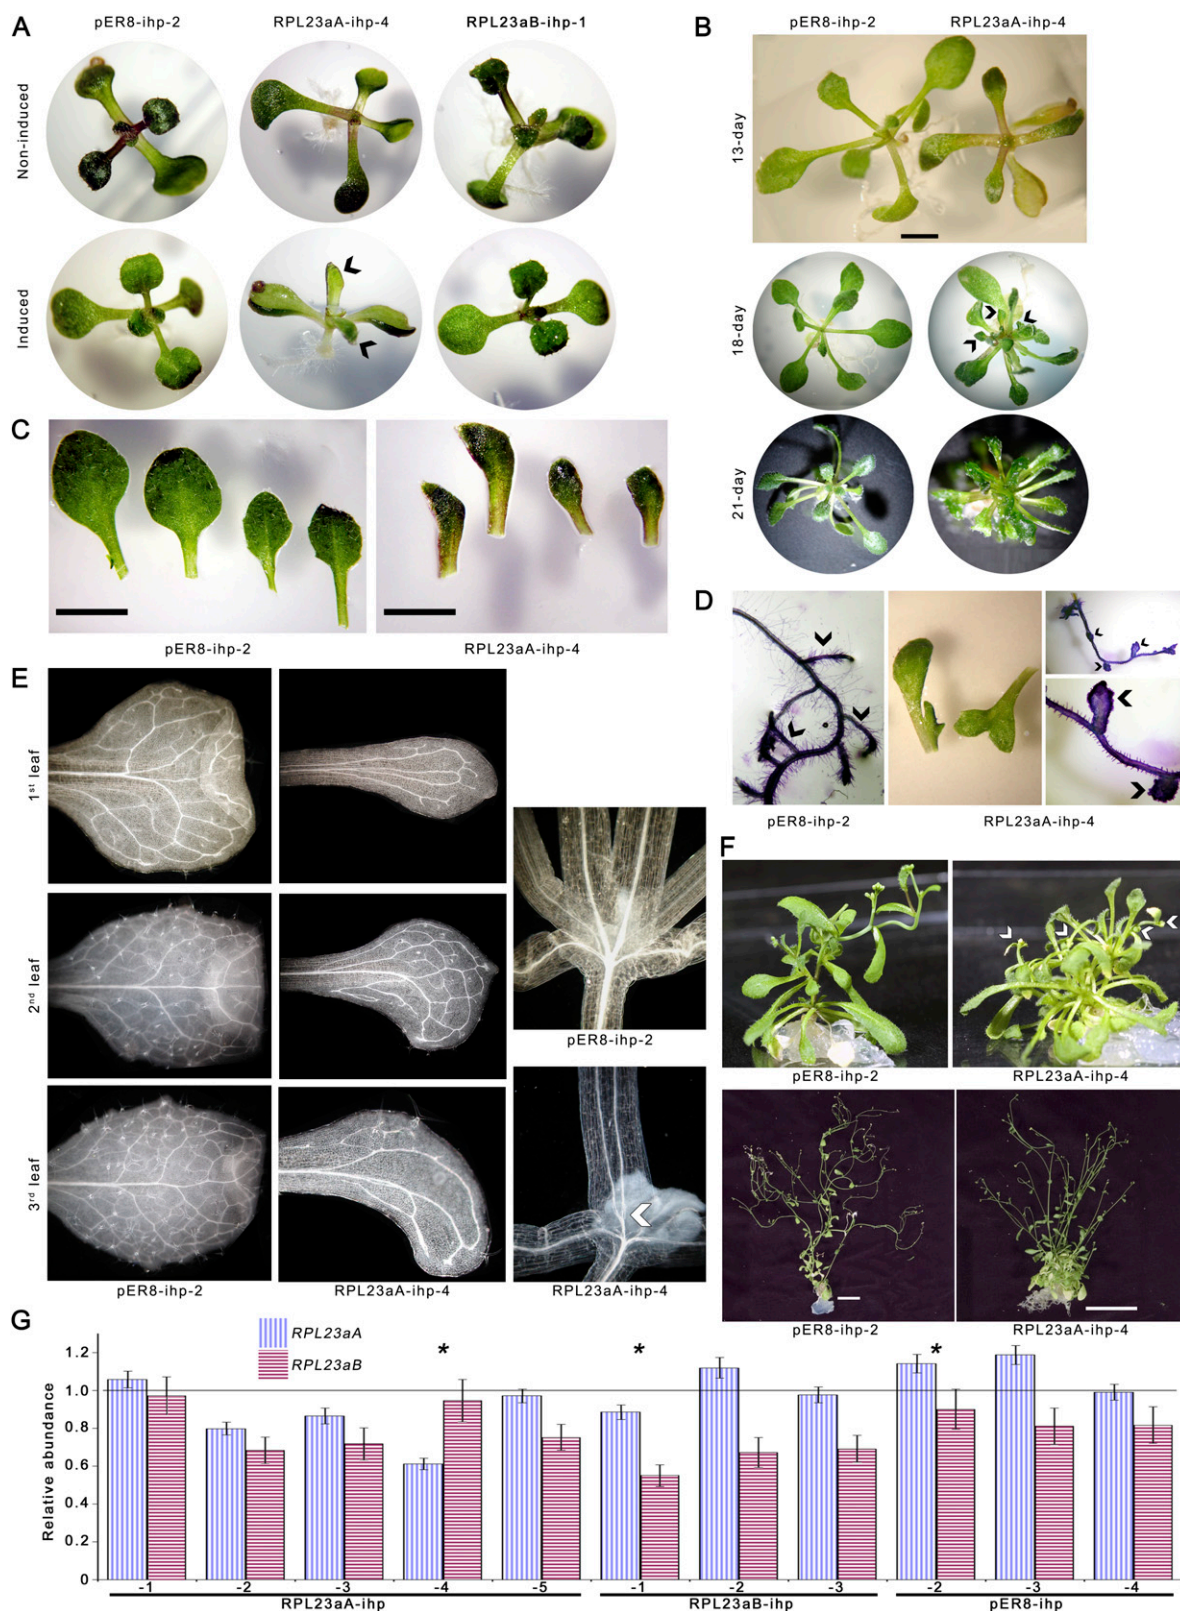 A
pER8-ihp-2
RPL23aA-ihp-4
RPL23aB-ihp-1
Non-induced
Induced
B
pER8-ihp-2
RPL23aA-ihp-4
13-day
18-day
21-day
C
pER8-ihp-2
RPL23aA-ihp-4
D
pER8-ihp-2
RPL23aA-ihp-4
E
1st leaf
2nd leaf
3rd leaf
pER8-ihp-2
RPL23aA-ihp-4
pER8-ihp-2
RPL23aA-ihp-4
F
pER8-ihp-2
RPL23aA-ihp-4
pER8-ihp-2
RPL23aA-ihp-4
G
RPL23aA
RPL23aB
Relative abundance
1.2
1.0
0.8
0.6
0.4
0.2
0
* * *
-1 -2 -3 -4 -5 -1 -2 -3 -2 -3 -4
RPL23aA-ihp RPL23aB-ihp pER8-ihp